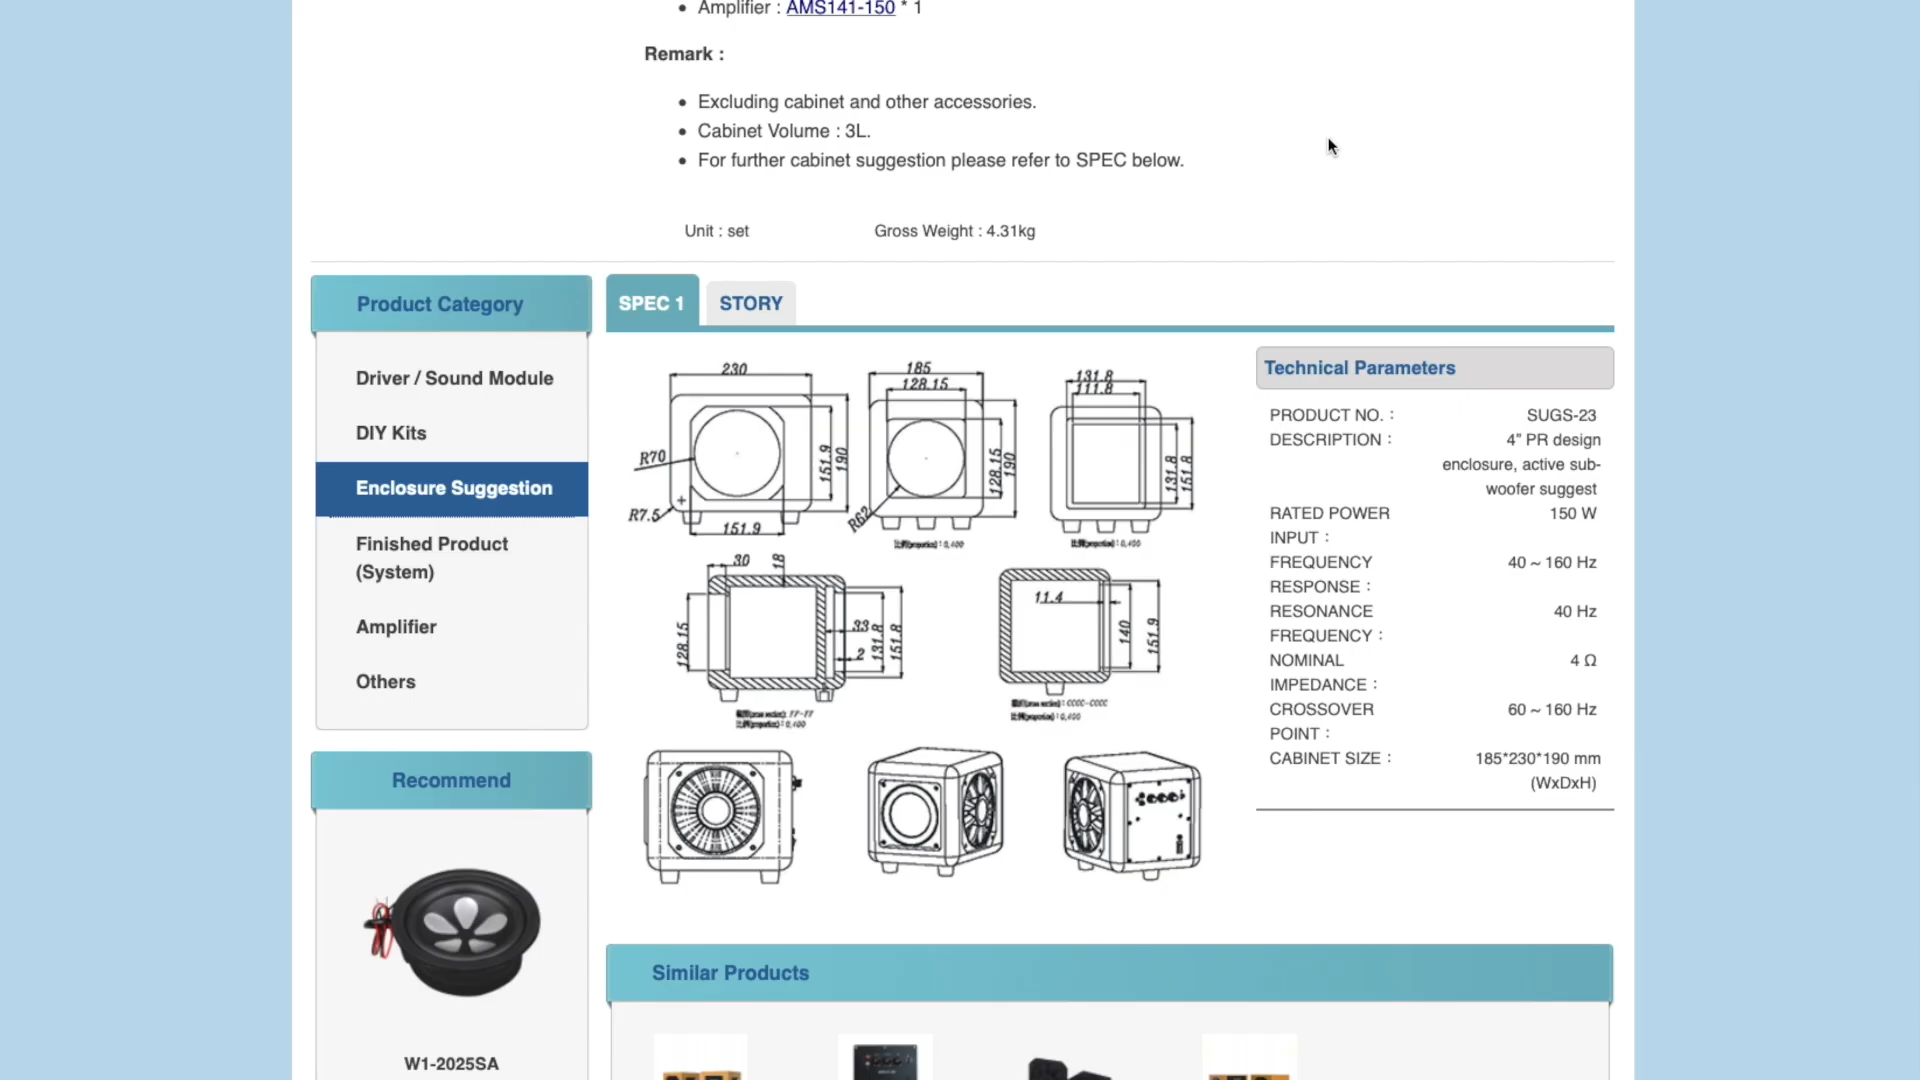 Amplifier : AMS141-150 * 1
Remark :
Excluding cabinet and other accessories.
Cabinet Volume : 3L.
For further cabinet suggestion please refer to SPEC below.
Unit : set
Gross Weight : 4.31kg
Product Category
Driver / Sound Module
DIY Kits
Enclosure Suggestion
Finished Product
(System)
Amplifier
Others
Recommend
W1-2025SA
SPEC 1
STORY
230
R70
151.9
190
R7.5
151.9
185
128.15
128.15
190
R62
131.8
111.8
131.8
151.8
30
18
128.15
33
2
131.8
151.8
11.4
140
151.9
Technical Parameters
PRODUCT NO. : SUGS-23
DESCRIPTION : 4" PR design
enclosure, active sub-
woofer suggest
RATED POWER 150 W
INPUT :
FREQUENCY 40 ~ 160 Hz
RESPONSE :
RESONANCE 40 Hz
FREQUENCY :
NOMINAL 4 Ω
IMPEDANCE :
CROSSOVER 60 ~ 160 Hz
POINT :
CABINET SIZE : 185*230*190 mm
(WxDxH)
Similar Products